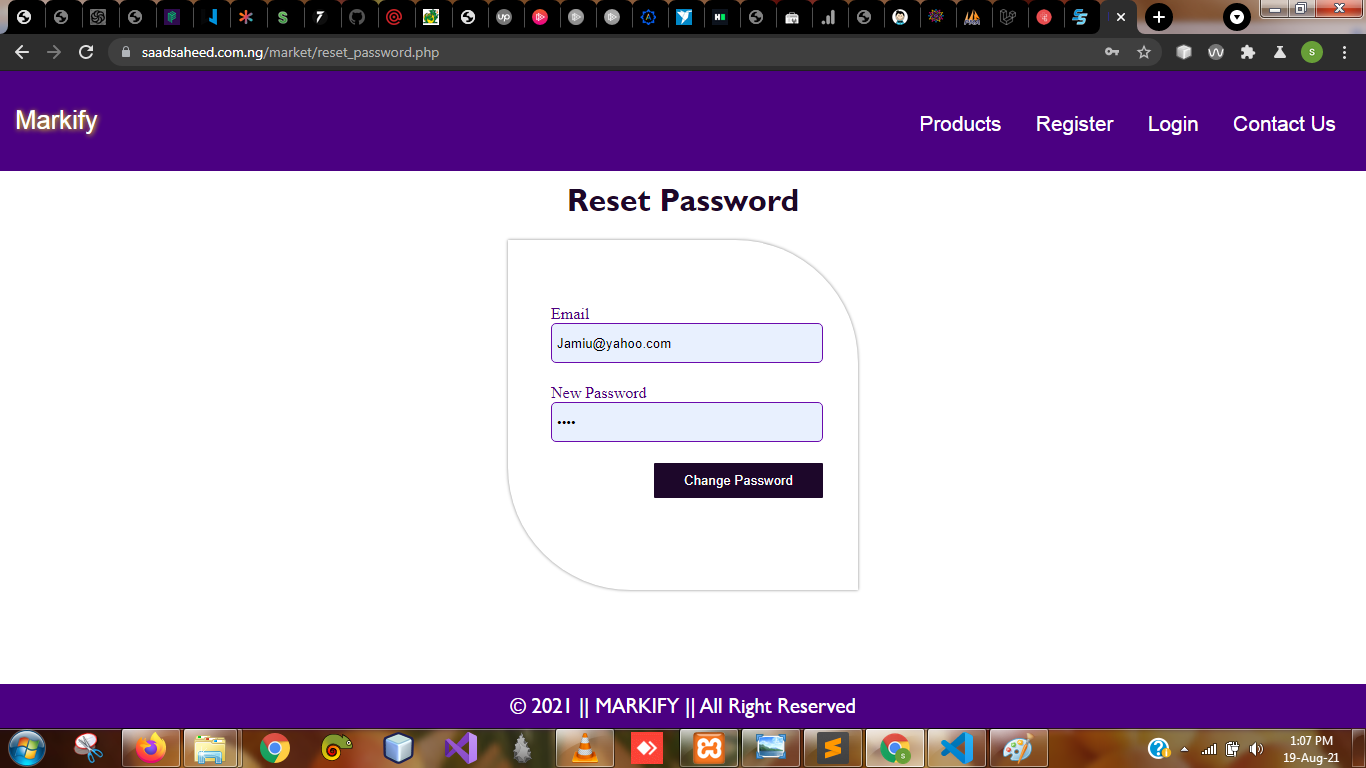 saadsaheed.com.ng/market/reset_password.php
S
Markify
Products Register Login Contact Us
Reset Password
Email
Jamiu@yahoo.com
New Password
••••
Change Password
© 2021 || MARKIFY || All Right Reserved
1:07 PM
19-Aug-21